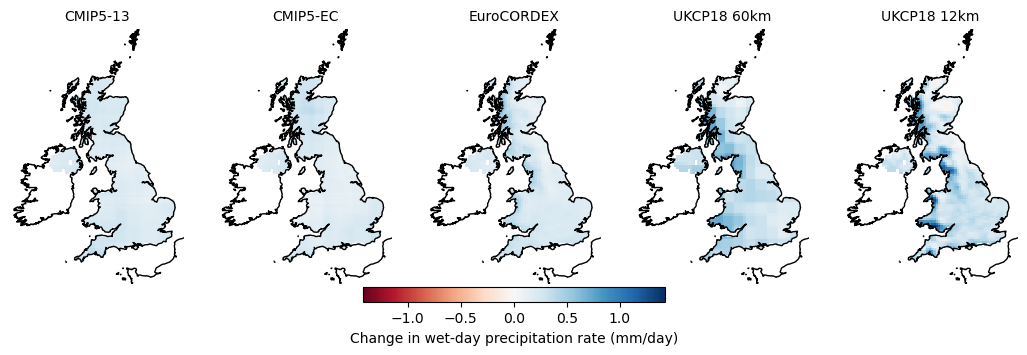 CMIP5-13 CMIP5-EC EuroCORDEX UKCP18 60km UKCP18 12km
−1.0 −0.5 0.0 0.5 1.0
Change in wet-day precipitation rate (mm/day)